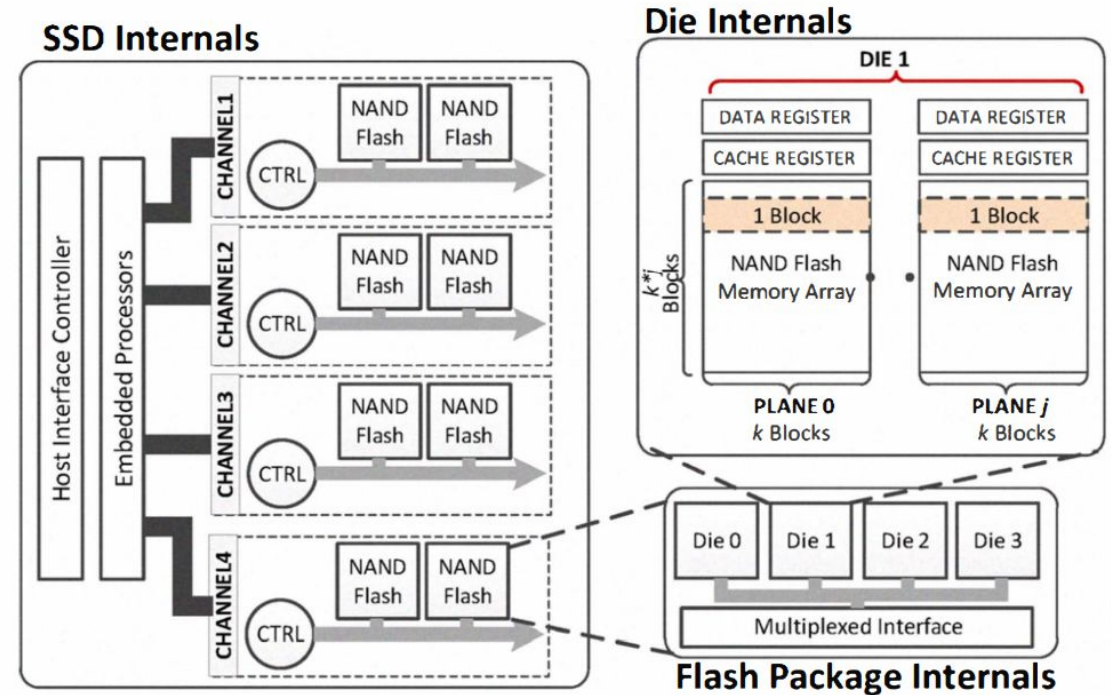 SSD Internals
Host Interface Controller
Embedded Processors
CHANNEL1
CTRL
NAND
Flash
NAND
Flash
CHANNEL2
CTRL
NAND
Flash
NAND
Flash
CHANNEL3
CTRL
NAND
Flash
NAND
Flash
CHANNEL4
CTRL
NAND
Flash
NAND
Flash
Die Internals
DIE 1
DATA REGISTER
CACHE REGISTER
1 Block
NAND Flash
Memory Array
k*j
Blocks
PLANE 0
k Blocks
DATA REGISTER
CACHE REGISTER
1 Block
NAND Flash
Memory Array
PLANE j
k Blocks
Die 0
Die 1
Die 2
Die 3
Multiplexed Interface
Flash Package Internals